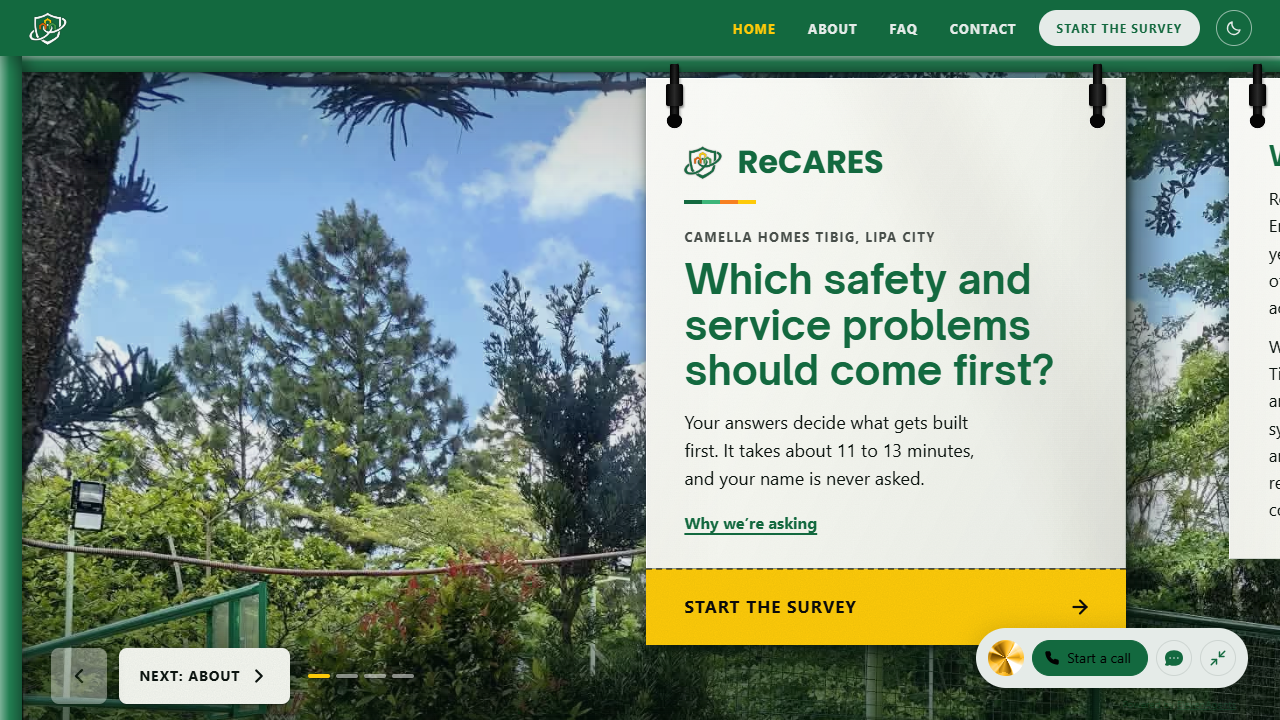 HOME
ABOUT
FAQ
CONTACT
START THE SURVEY
ReCARES
CAMELLA HOMES TIBIG, LIPA CITY
Which safety and
service problems
should come first?
Your answers decide what gets built
first. It takes about 11 to 13 minutes,
and your name is never asked.
Why we’re asking
START THE SURVEY
NEXT: ABOUT
Start a call